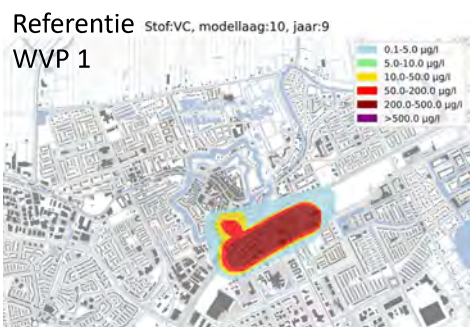 Referentie
WVP 1
Stof:VC, modellaag:10, jaar:9
0.1-5.0 µg/l
5.0-10.0 µg/l
10.0-50.0 µg/l
50.0-200.0 µg/l
200.0-500.0 µg/l
>500.0 µg/l